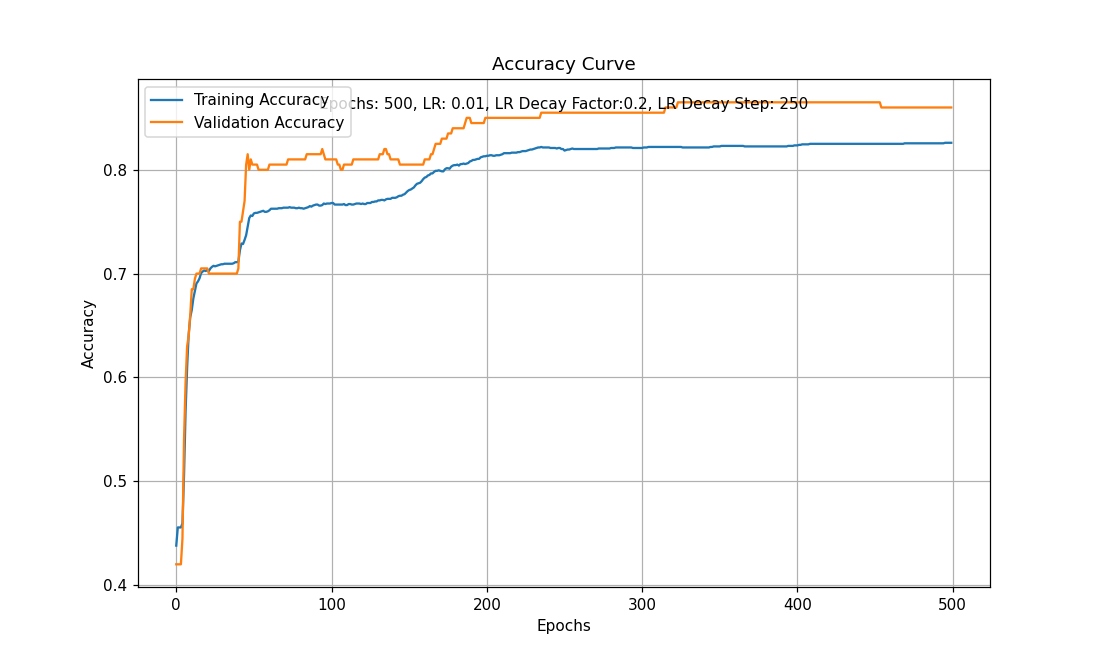 Accuracy Curve
Training Accuracy
Validation Accuracy
Epochs: 500, LR: 0.01, LR Decay Factor:0.2, LR Decay Step: 250
0.8
0.7
0.6
0.5
0.4
Accuracy
0 100 200 300 400 500
Epochs